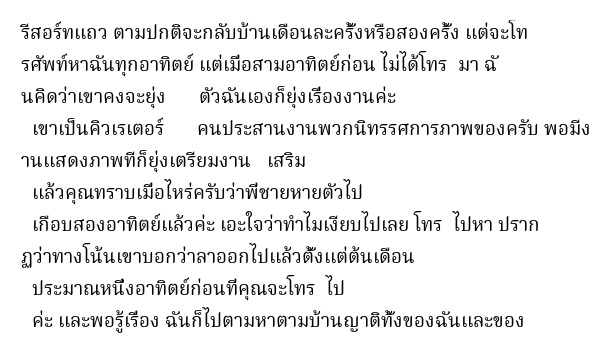 รีสอร์ทแถว ตามปกติจะกลับบ้านเดือนละครั้งหรือสองครั้ง แต่จะโท
รศัพท์หาฉันทุกอาทิตย์ แต่เมื่อสามอาทิตย์ก่อน ไม่ได้โทร มา ฉั
นคิดว่าเขาคงจะยุ่ง ตัวฉันเองก็ยุ่งเรื่องงานค่ะ
เขาเป็นคิวเรเตอร์ คนประสานงานพวกนิทรรศการภาพของครับ พอมีง
านแสดงภาพทีก็ยุ่งเตรียมงาน เสริม
แล้วคุณทราบเมื่อไหร่ครับว่าพี่ชายหายตัวไป
เกือบสองอาทิตย์แล้วค่ะ เอะใจว่าทำไมเงียบไปเลย โทร ไปหา ปราก
ฏว่าทางโน้นเขาบอกว่าลาออกไปแล้วตั้งแต่ต้นเดือน
ประมาณหนึ่งอาทิตย์ก่อนที่คุณจะโทร ไป
ค่ะ และพอรู้เรื่อง ฉันก็ไปตามหาตามบ้านญาติทั้งของฉันและของ